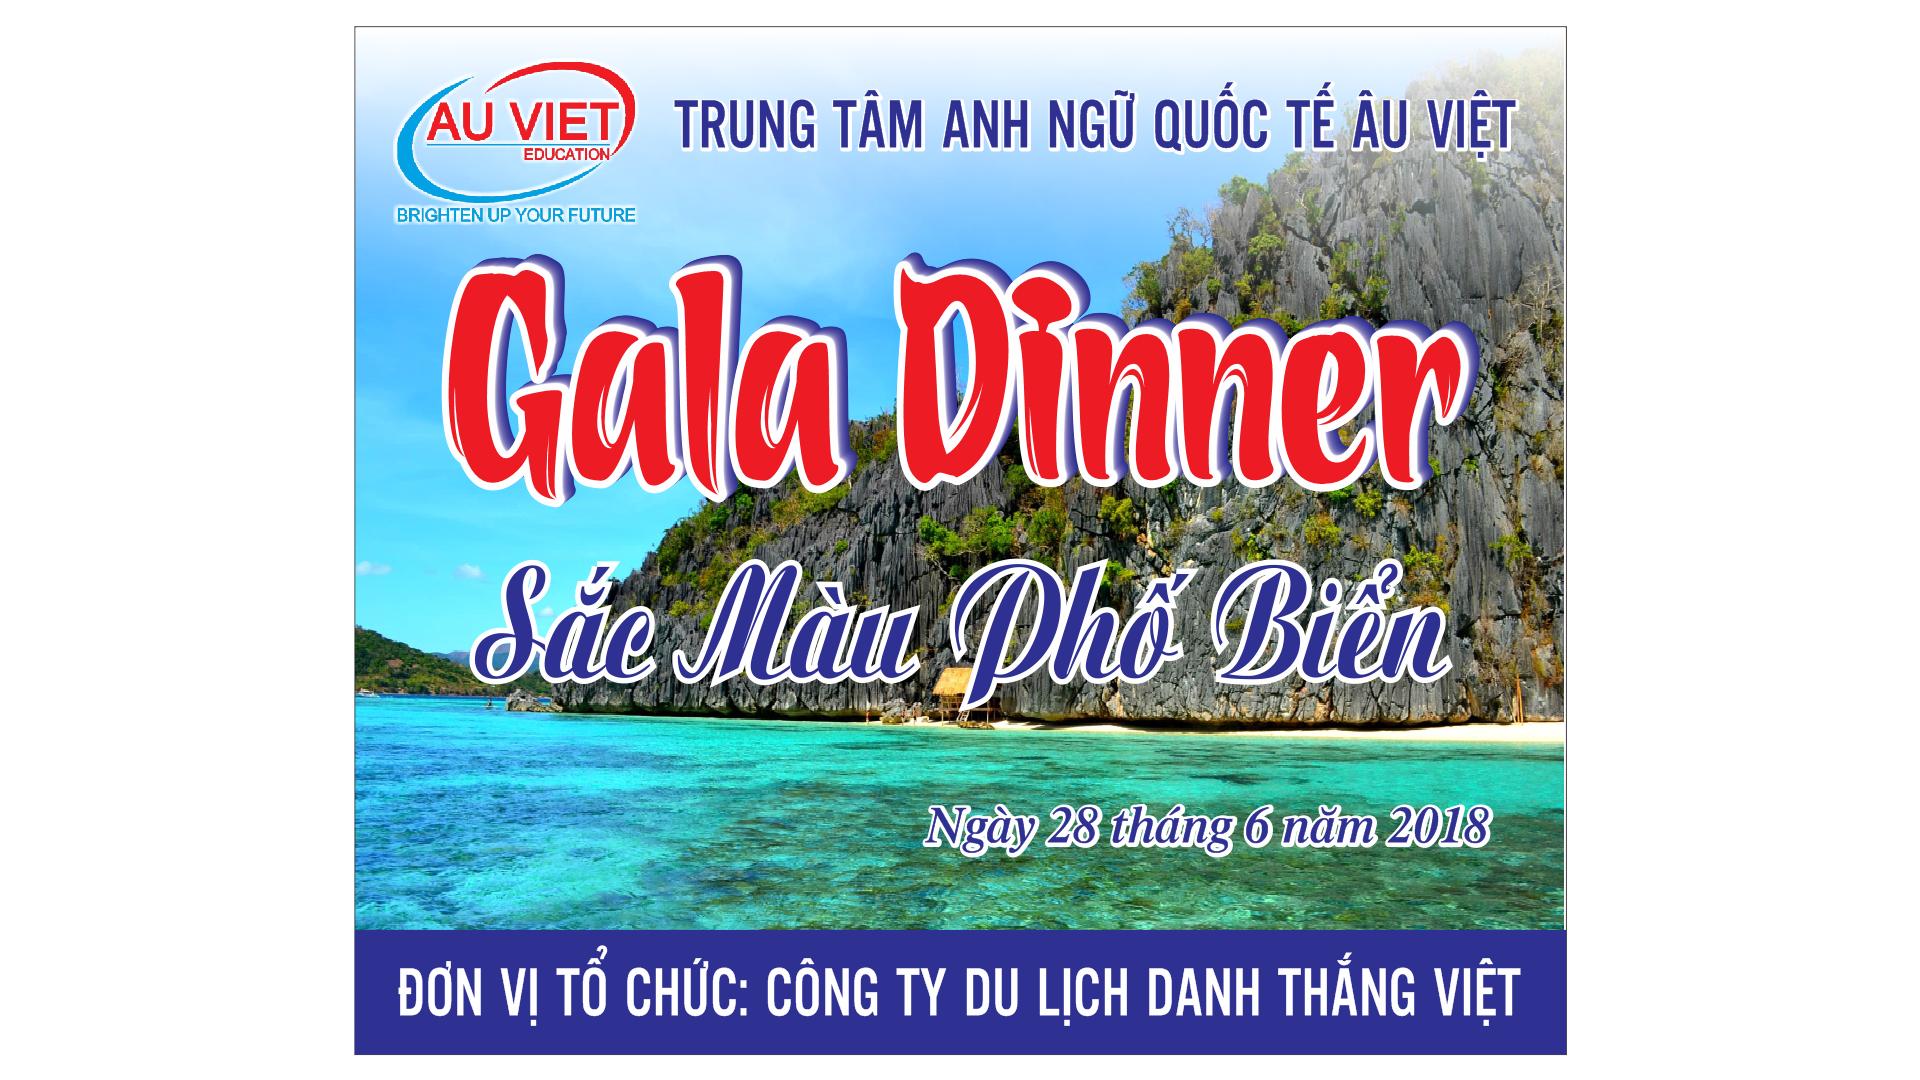 AU VIET
EDUCATION
BRIGHTEN UP YOUR FUTURE
TRUNG TÂM ANH NGỮ QUỐC TẾ ÂU VIỆT
Gala Dinner
Sắc Màu Phố Biển
Ngày 28 tháng 6 năm 2018
ĐƠN VỊ TỔ CHỨC: CÔNG TY DU LỊCH DANH THẮNG VIỆT